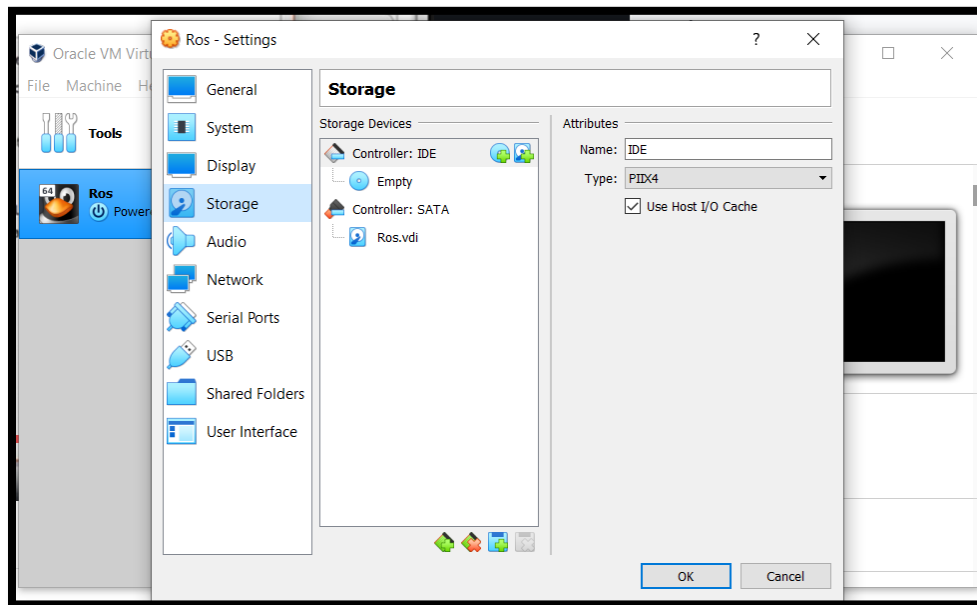 Ros - Settings
?
Oracle VM Virt
File Machine He
Tools
64
Ros
Power
General
System
Display
Storage
Audio
Network
Serial Ports
USB
Shared Folders
User Interface
Storage
Storage Devices
Controller: IDE
Empty
Controller: SATA
Ros.vdi
Attributes
Name: IDE
Type: PIIX4
Use Host I/O Cache
OK Cancel